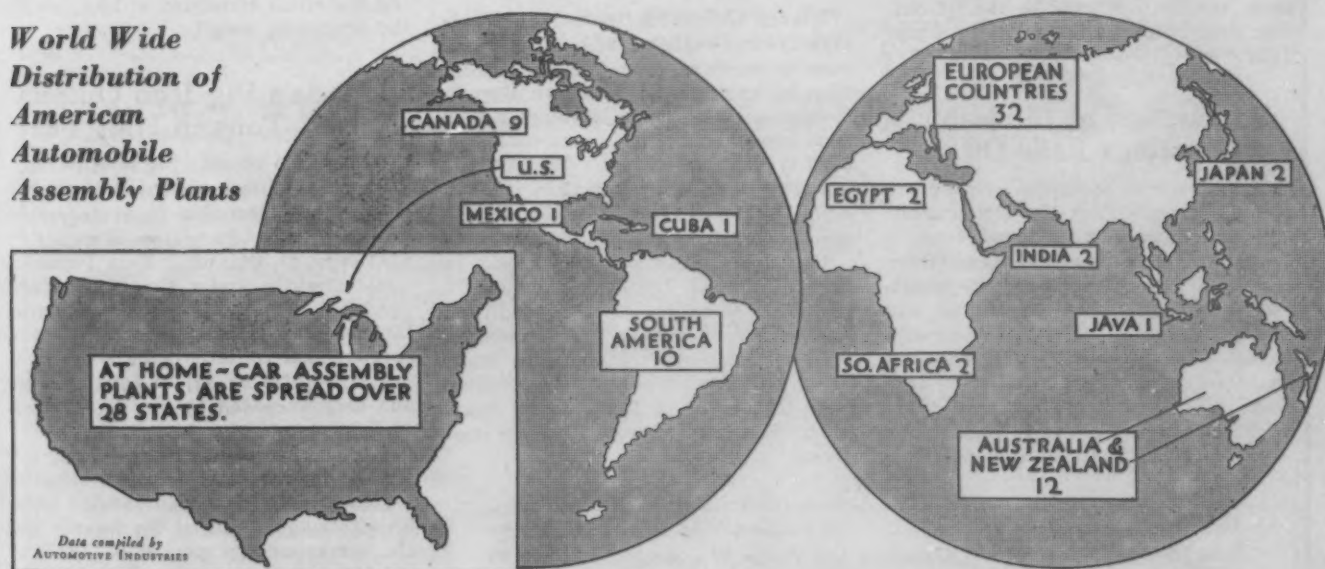 World Wide
Distribution of
American
Automobile
Assembly Plants
CANADA 9
U.S.
MEXICO 1
CUBA 1
SOUTH
AMERICA
10
AT HOME~CAR ASSEMBLY
PLANTS ARE SPREAD OVER
28 STATES.
Data compiled by
AUTOMOTIVE INDUSTRIES
EUROPEAN
COUNTRIES
32
JAPAN 2
EGYPT 2
INDIA 2
JAVA 1
SO. AFRICA 2
AUSTRALIA &
NEW ZEALAND
12